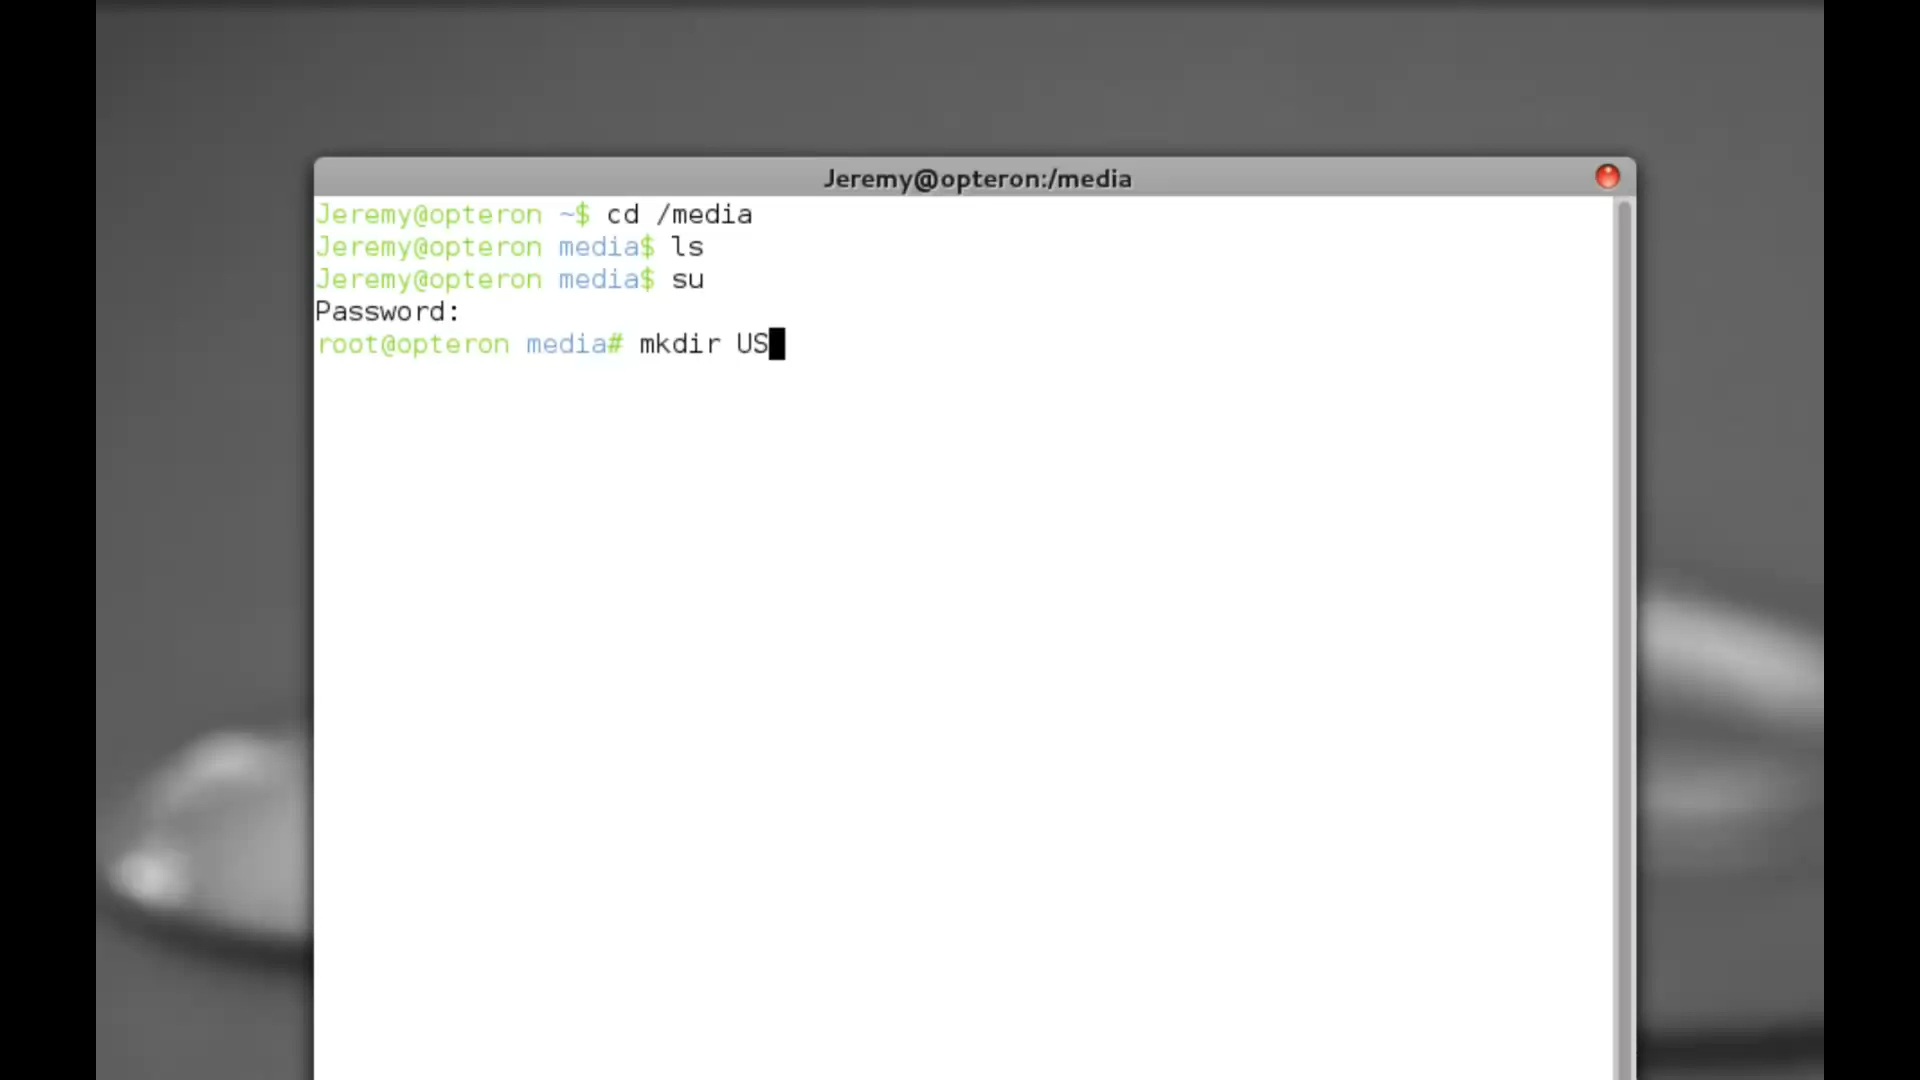 Jeremy@opteron:/media
Jeremy@opteron ~$ cd /media
Jeremy@opteron media$ ls
Jeremy@opteron media$ su
Password:
root@opteron media# mkdir US